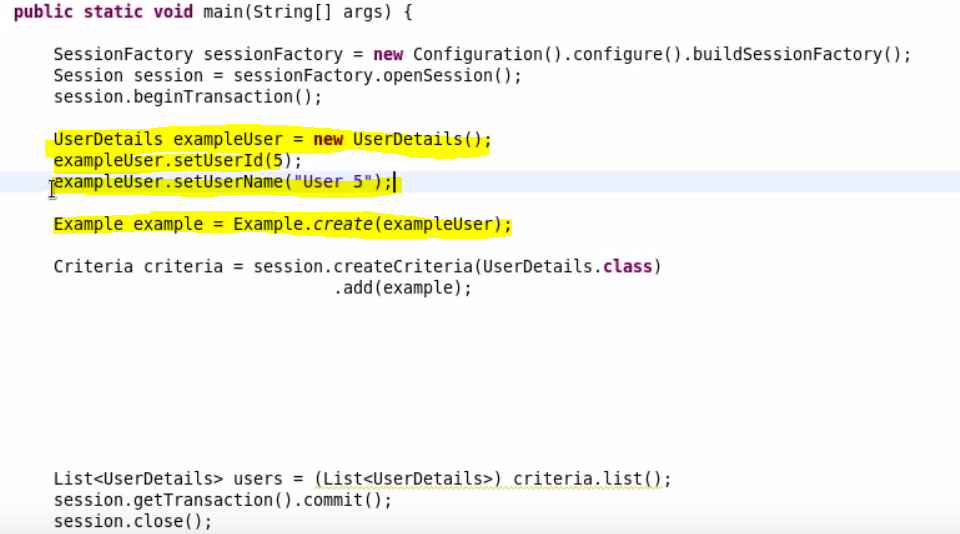 public static void main(String[] args) {
SessionFactory sessionFactory = new Configuration().configure().buildSessionFactory();
Session session = sessionFactory.openSession();
session.beginTransaction();
UserDetails exampleUser = new UserDetails();
exampleUser.setUserId(5);
exampleUser.setUserName("User 5");
Example example = Example.create(exampleUser);
Criteria criteria = session.createCriteria(UserDetails.class)
.add(example);
List<UserDetails> users = (List<UserDetails>) criteria.list();
session.getTransaction().commit();
session.close();